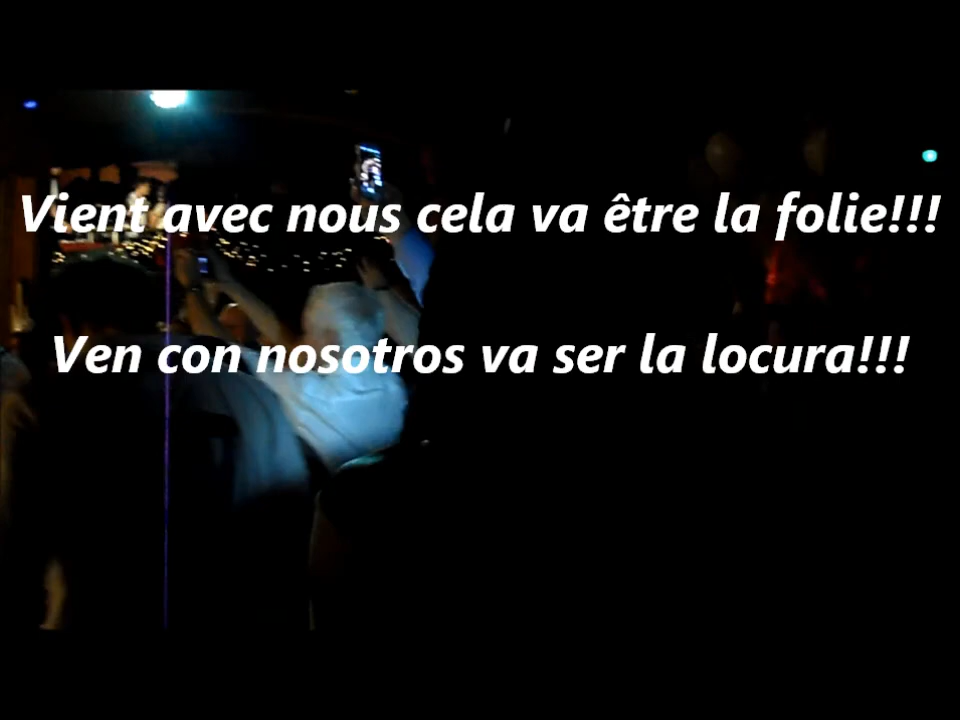 Vient avec nous cela va être la folie!!!
Ven con nosotros va ser la locura!!!